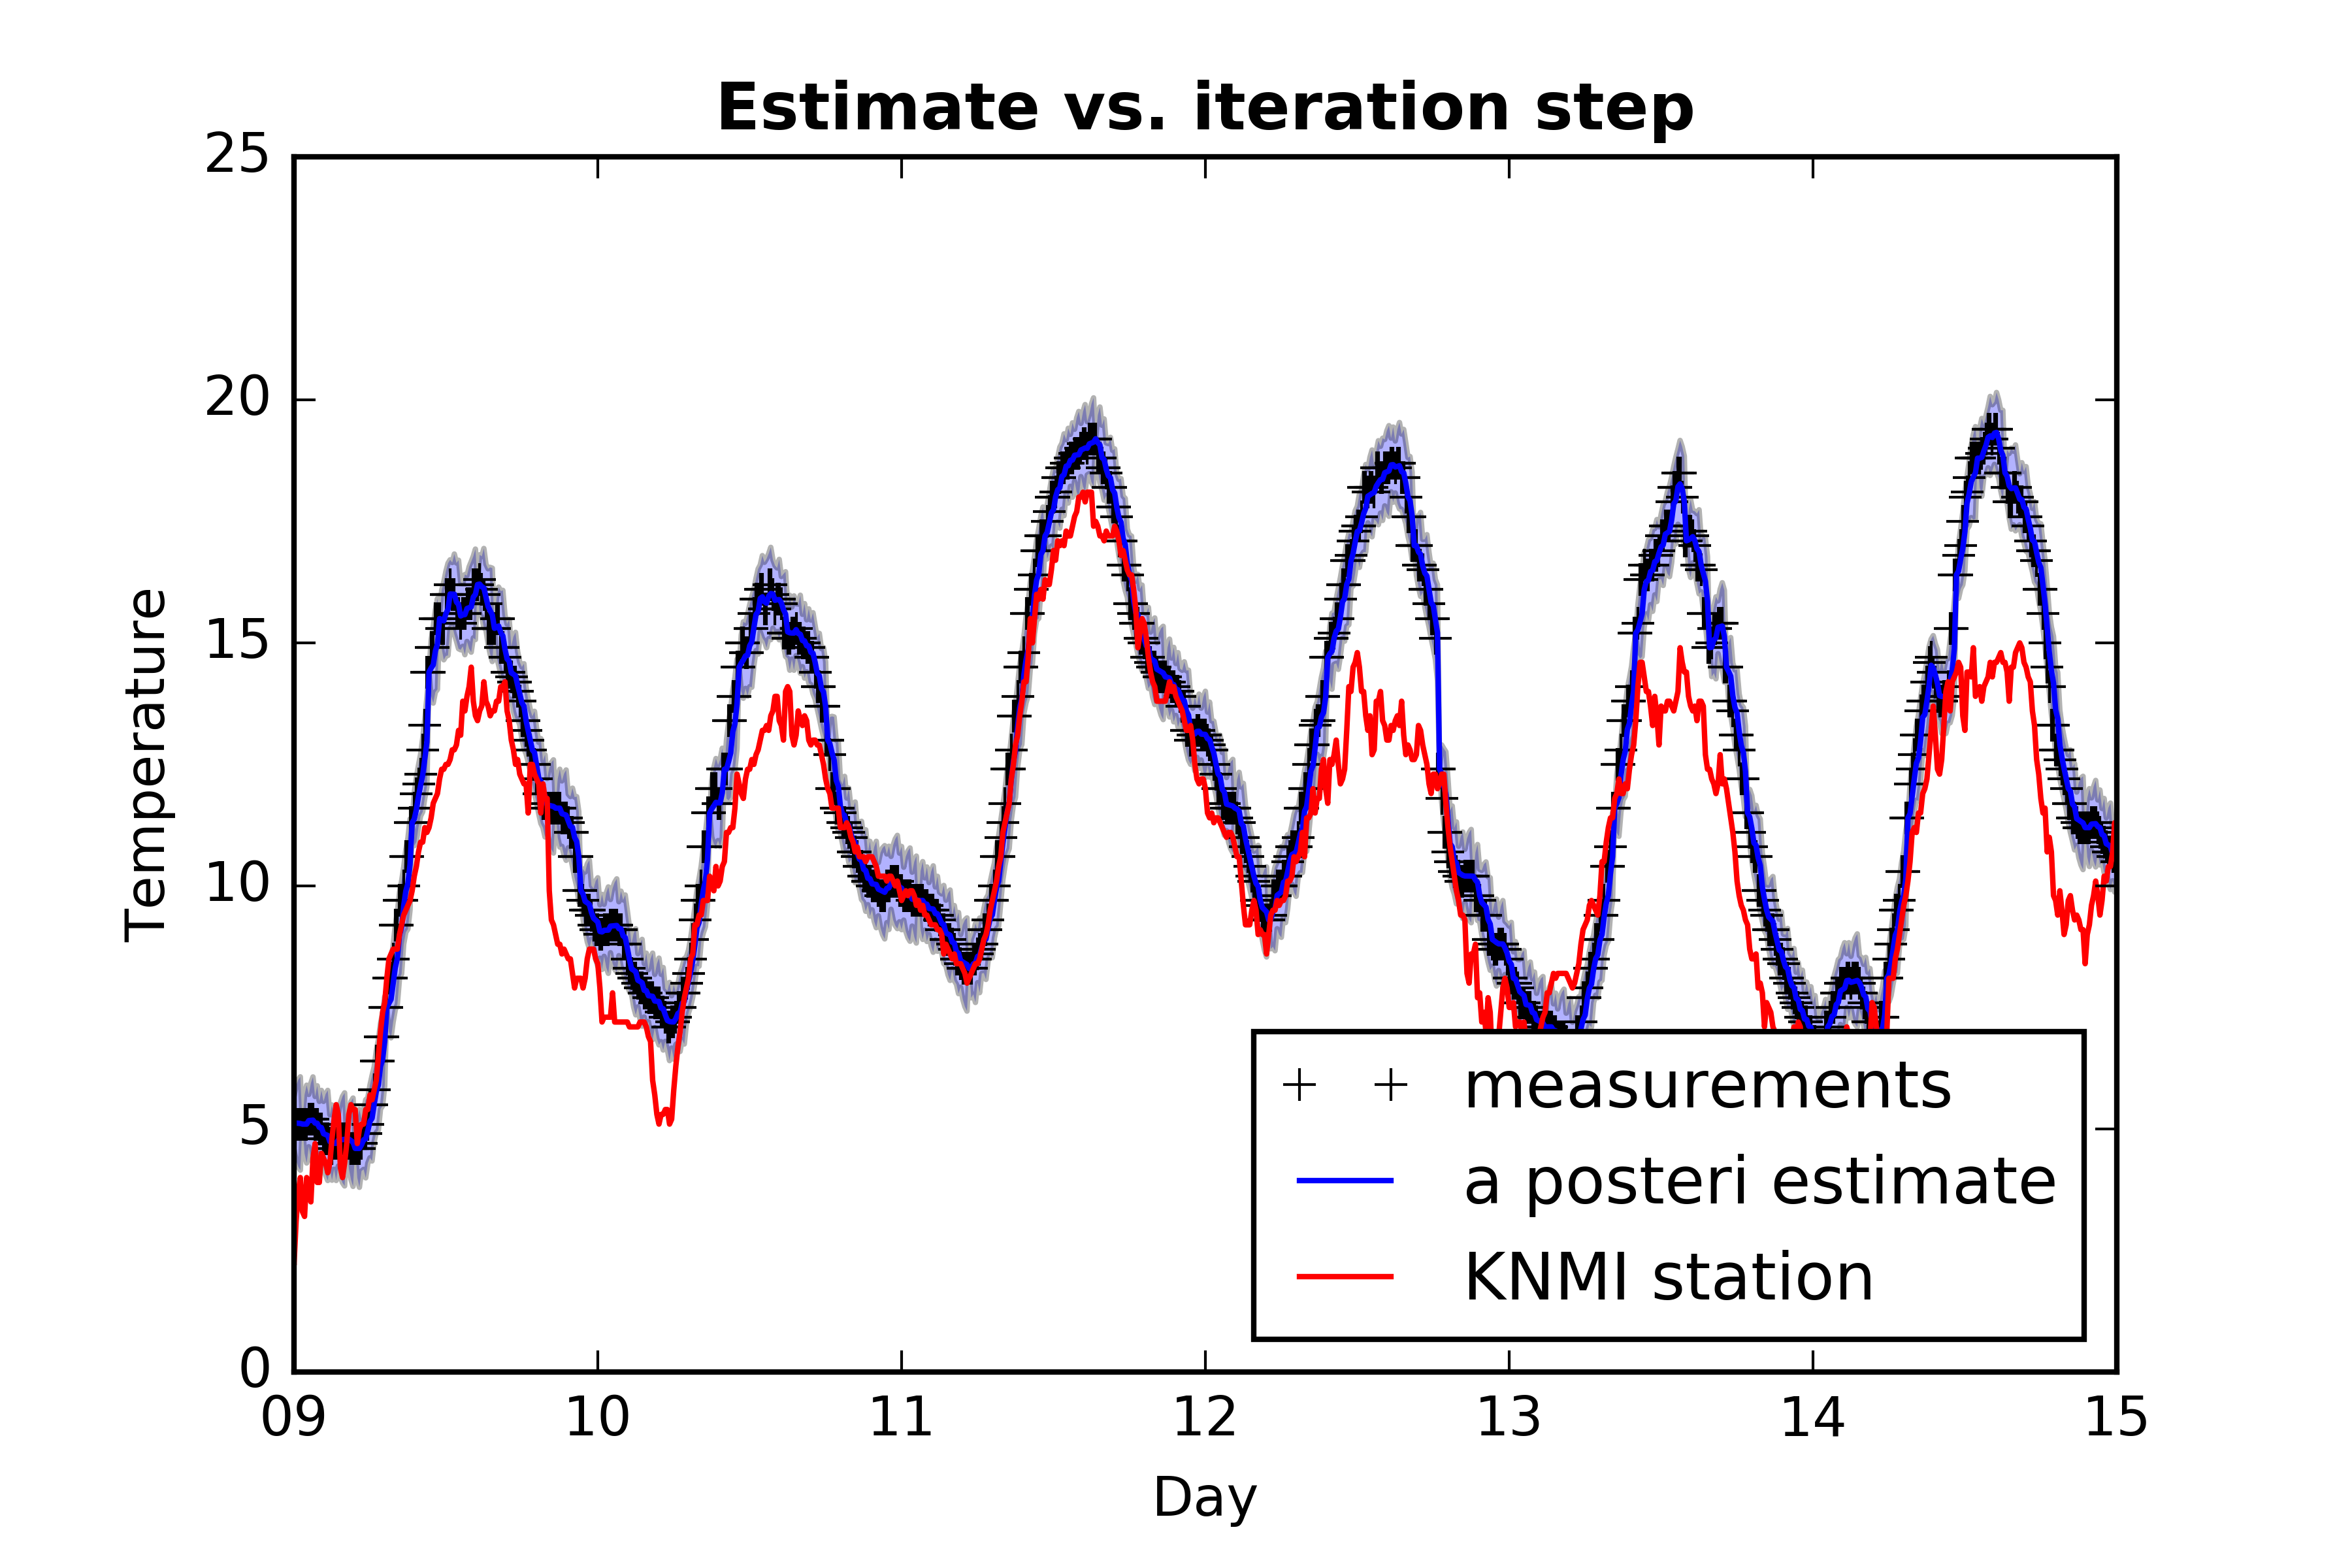 Estimate vs. iteration step
25
20
15
10
5
0
Temperature
09 10 11 12 13 14 15
Day
measurements
a posteri estimate
KNMI station